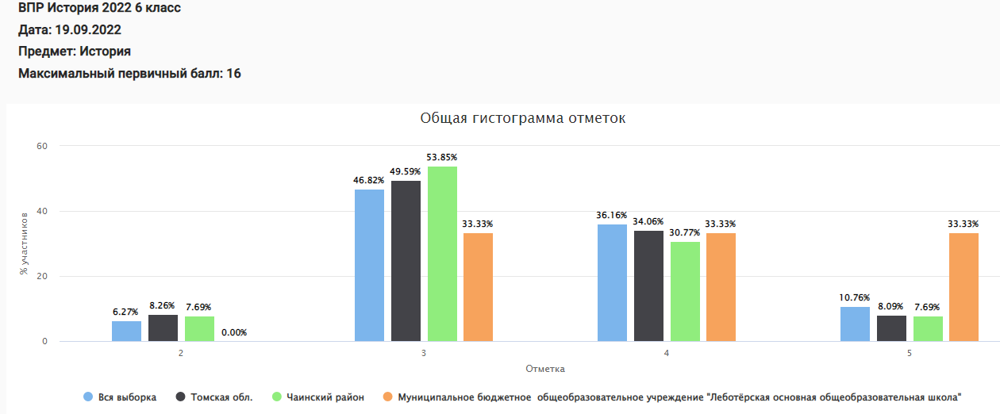 ВПР История 2022 6 класс
Дата: 19.09.2022
Предмет: История
Максимальный первичный балл: 16
Общая гистограмма отметок
% участников
60
40
20
0
6.27% 8.26% 7.69% 0.00%
46.82% 49.59% 53.85% 33.33%
36.16% 34.06% 30.77% 33.33%
10.76% 8.09% 7.69% 33.33%
2 3 4 5
Отметка
Вся выборка Томская обл. Чаинский район Муниципальное бюджетное общеобразовательное учреждение "Леботёрская основная общеобразовательная школа"